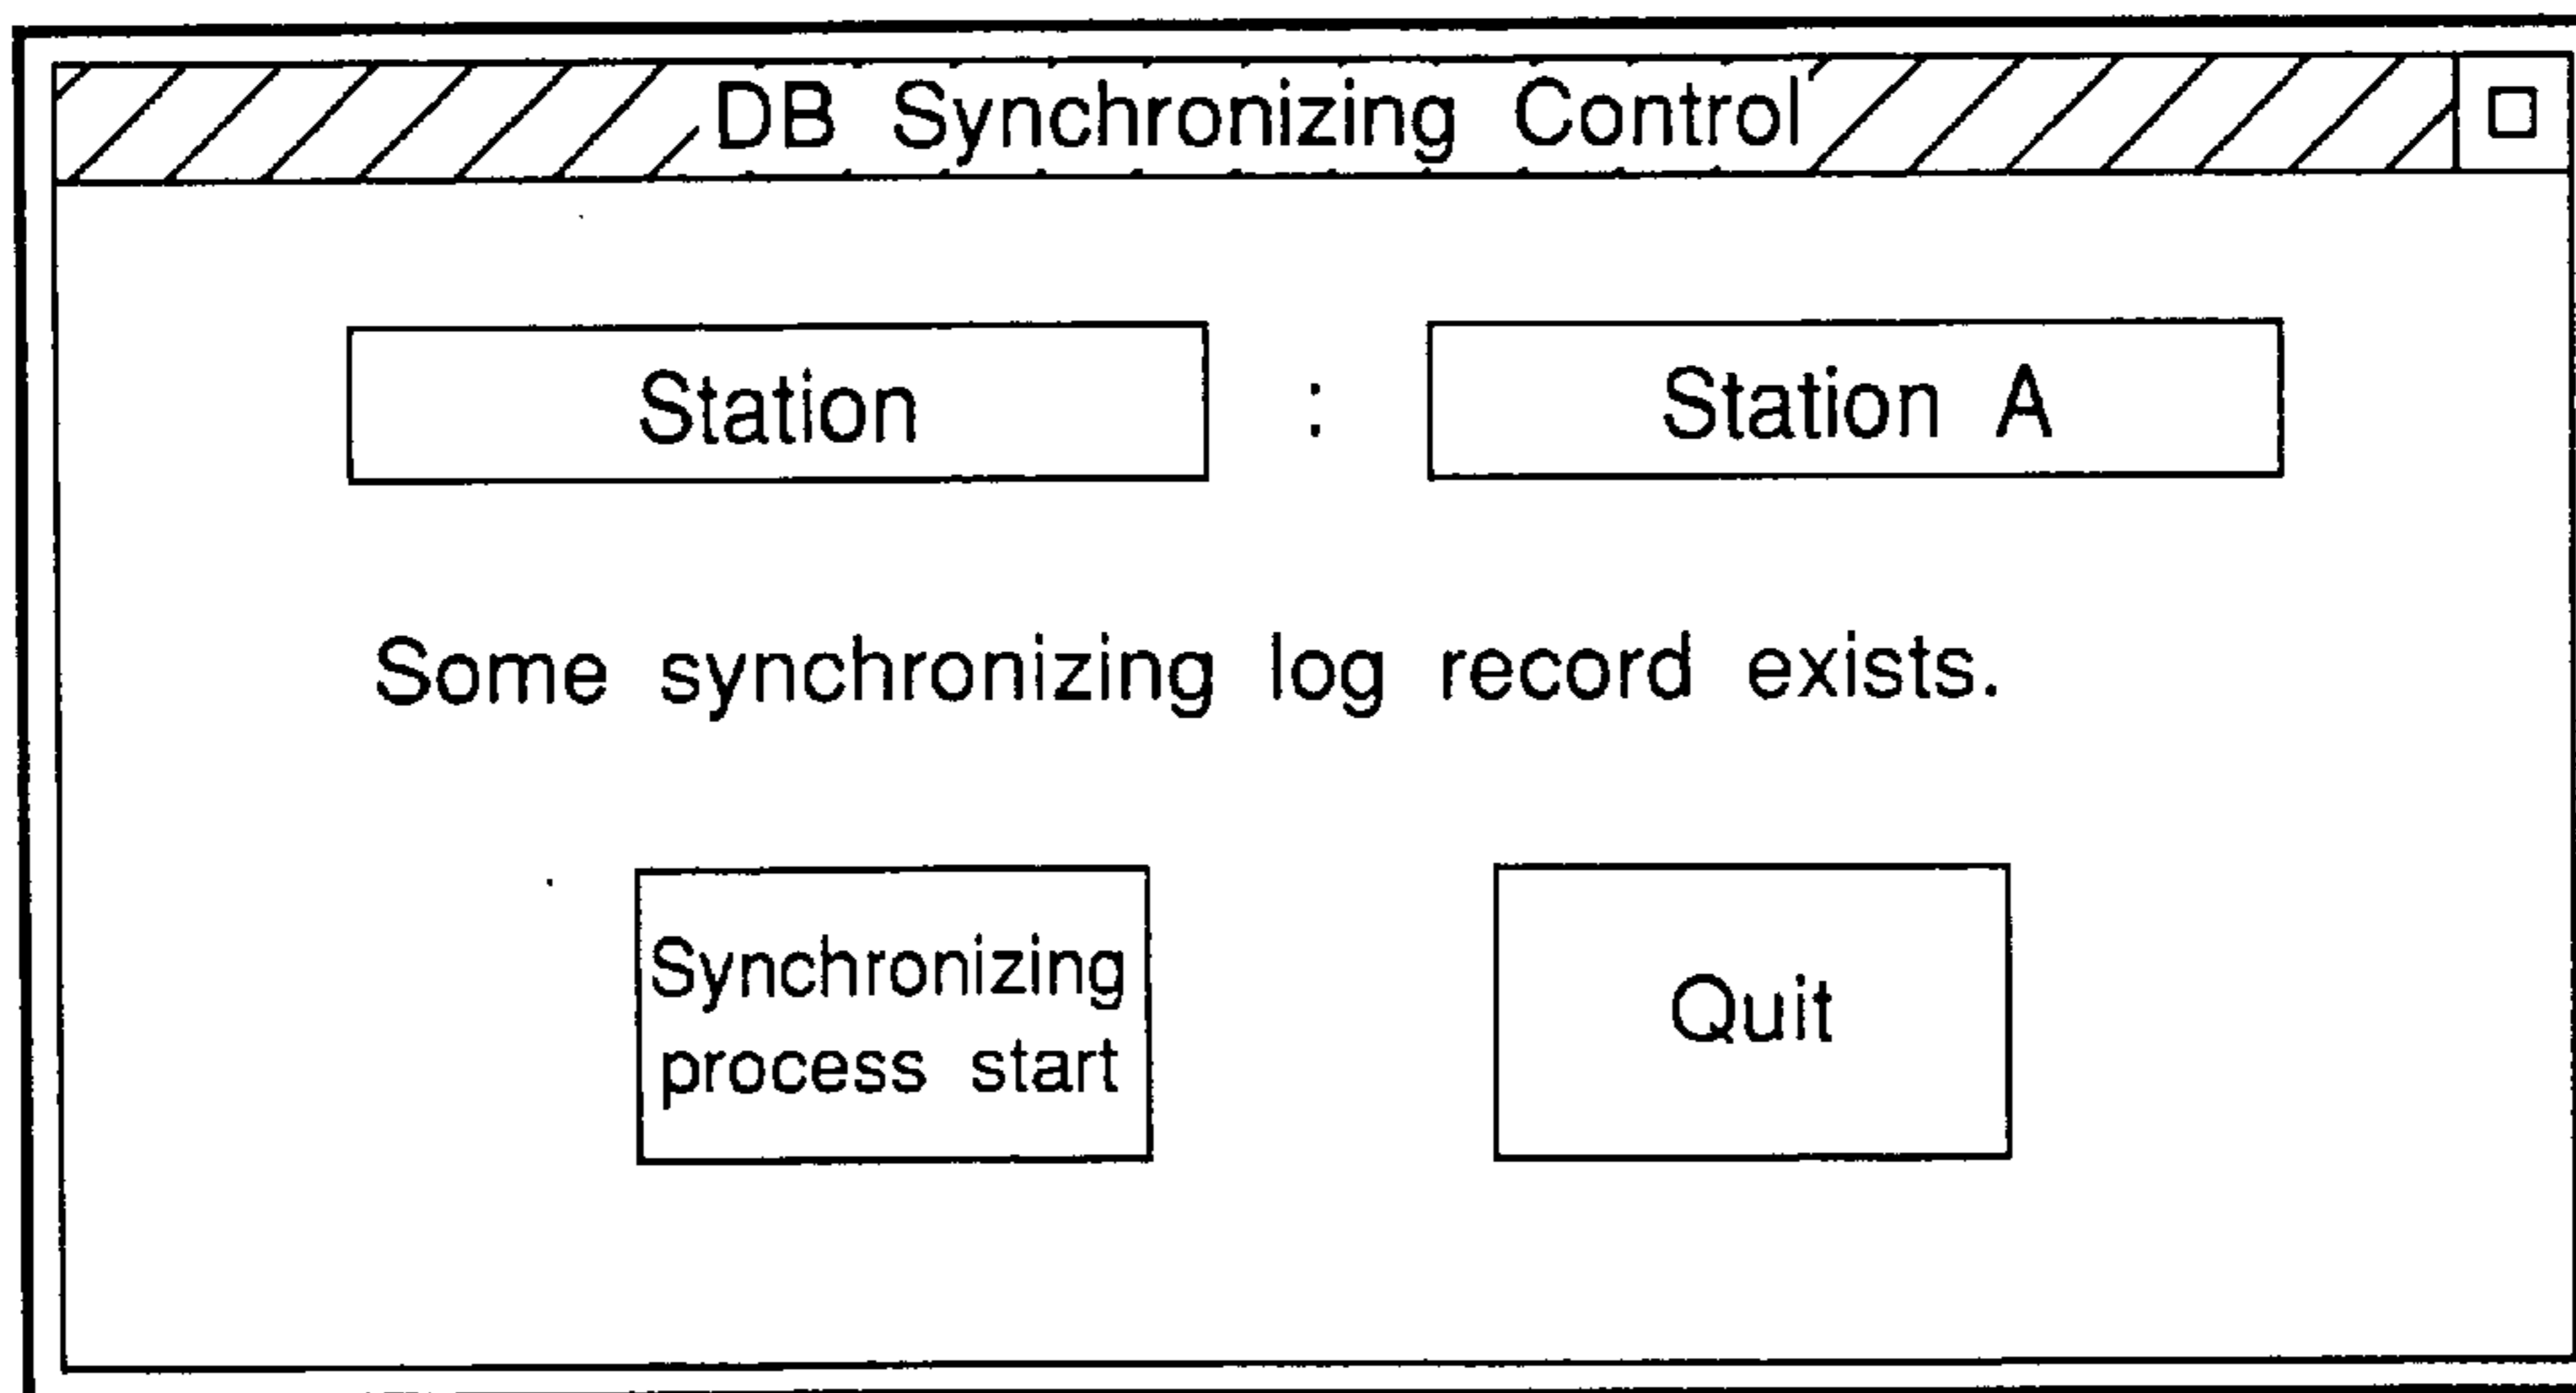 DB Synchronizing Control
Station : Station A
Some synchronizing log record exists.
Synchronizing
process start
Quit